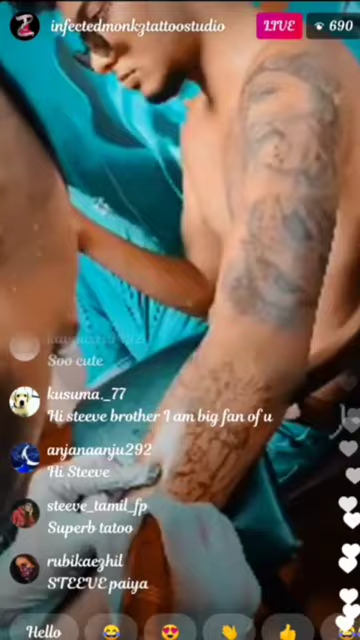 infectedmonkztattoostudio
LIVE
690
Soo cute
kusuma._77
Hi steeve brother I am big fan of u
anjanaanju292
Hi Steeve
steeve_tamil_fp
Superb tatoo
rubikaezhil
STEEVE paiya
Hello